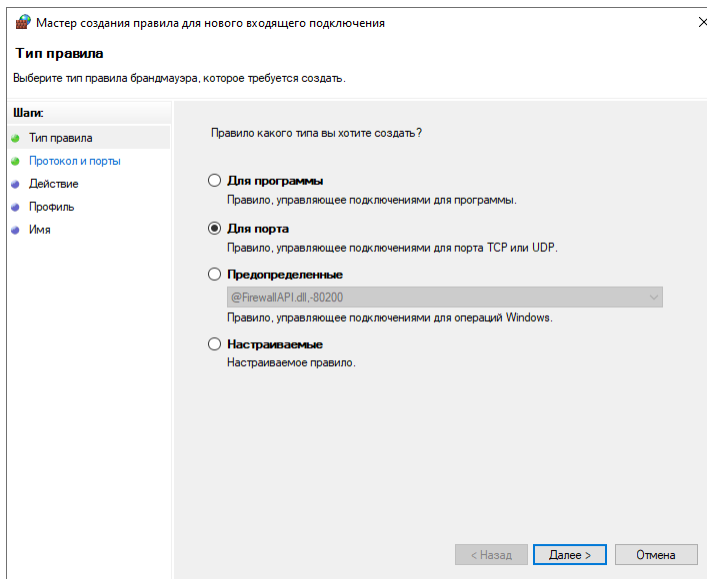 Мастер создания правила для нового входящего подключения
Тип правила
Выберите тип правила брандмауэра, которое требуется создать.
Шаги:
Тип правила
Протокол и порты
Действие
Профиль
Имя
Правило какого типа вы хотите создать?
Для программы
Правило, управляющее подключениями для программы.
Для порта
Правило, управляющее подключениями для порта TCP или UDP.
Предопределенные
@FirewallAPI.dll,-80200
Правило, управляющее подключениями для операций Windows.
Настраиваемые
Настраиваемое правило.
< Назад
Далее >
Отмена